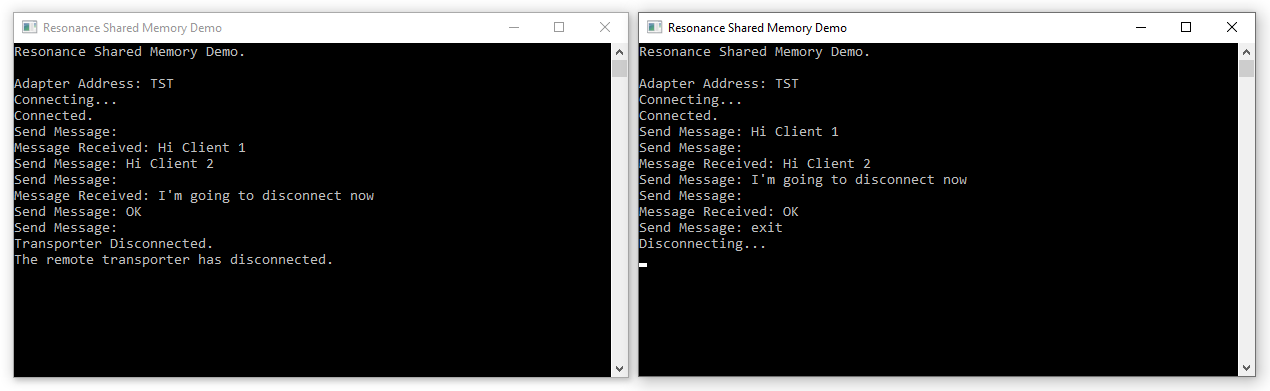 Resonance Shared Memory Demo
Resonance Shared Memory Demo.
Adapter Address: TST
Connecting...
Connected.
Send Message:
Message Received: Hi Client 1
Send Message: Hi Client 2
Send Message:
Message Received: I'm going to disconnect now
Send Message: OK
Send Message:
Transporter Disconnected.
The remote transporter has disconnected.
Resonance Shared Memory Demo
Resonance Shared Memory Demo.
Adapter Address: TST
Connecting...
Connected.
Send Message: Hi Client 1
Send Message:
Message Received: Hi Client 2
Send Message: I'm going to disconnect now
Send Message:
Message Received: OK
Send Message: exit
Disconnecting...